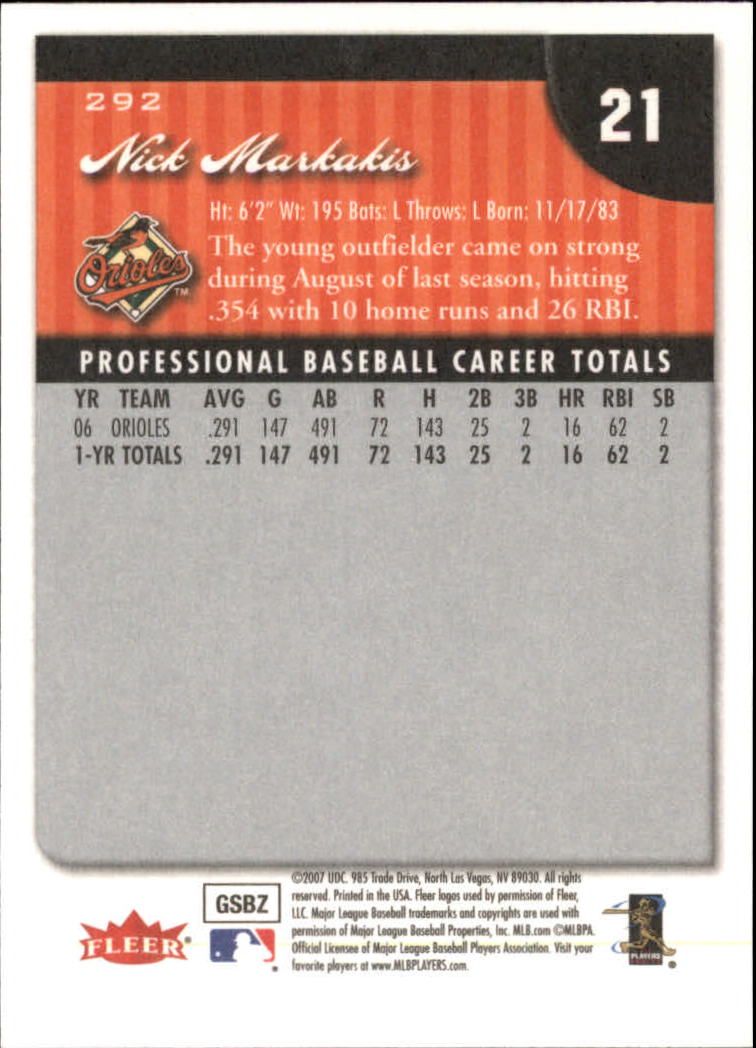 292
21
Nick Markakis
Ht: 6'2" Wt: 195 Bats: L Throws: L Born: 11/17/83
Orioles TM
The young outfielder came on strong
during August of last season, hitting
.354 with 10 home runs and 26 RBI.
PROFESSIONAL BASEBALL CAREER TOTALS
YR TEAM AVG G AB R H 2B 3B HR RBI SB
06 ORIOLES .291 147 491 72 143 25 2 16 62 2
1-YR TOTALS .291 147 491 72 143 25 2 16 62 2
©2007 UDC. 985 Trade Drive, North Las Vegas, NV 89030. All rights
reserved. Printed in the USA. Fleer logos used by permission of Fleer,
LLC. Major League Baseball trademarks and copyrights are used with
permission of Major League Baseball Properties, Inc. MLB.com ©MLBPA
Official Licensee of Major League Baseball Players Association. Visit your
favorite players at www.MLBPLAYERS.com.
GSBZ
FLEER
PLAYERS